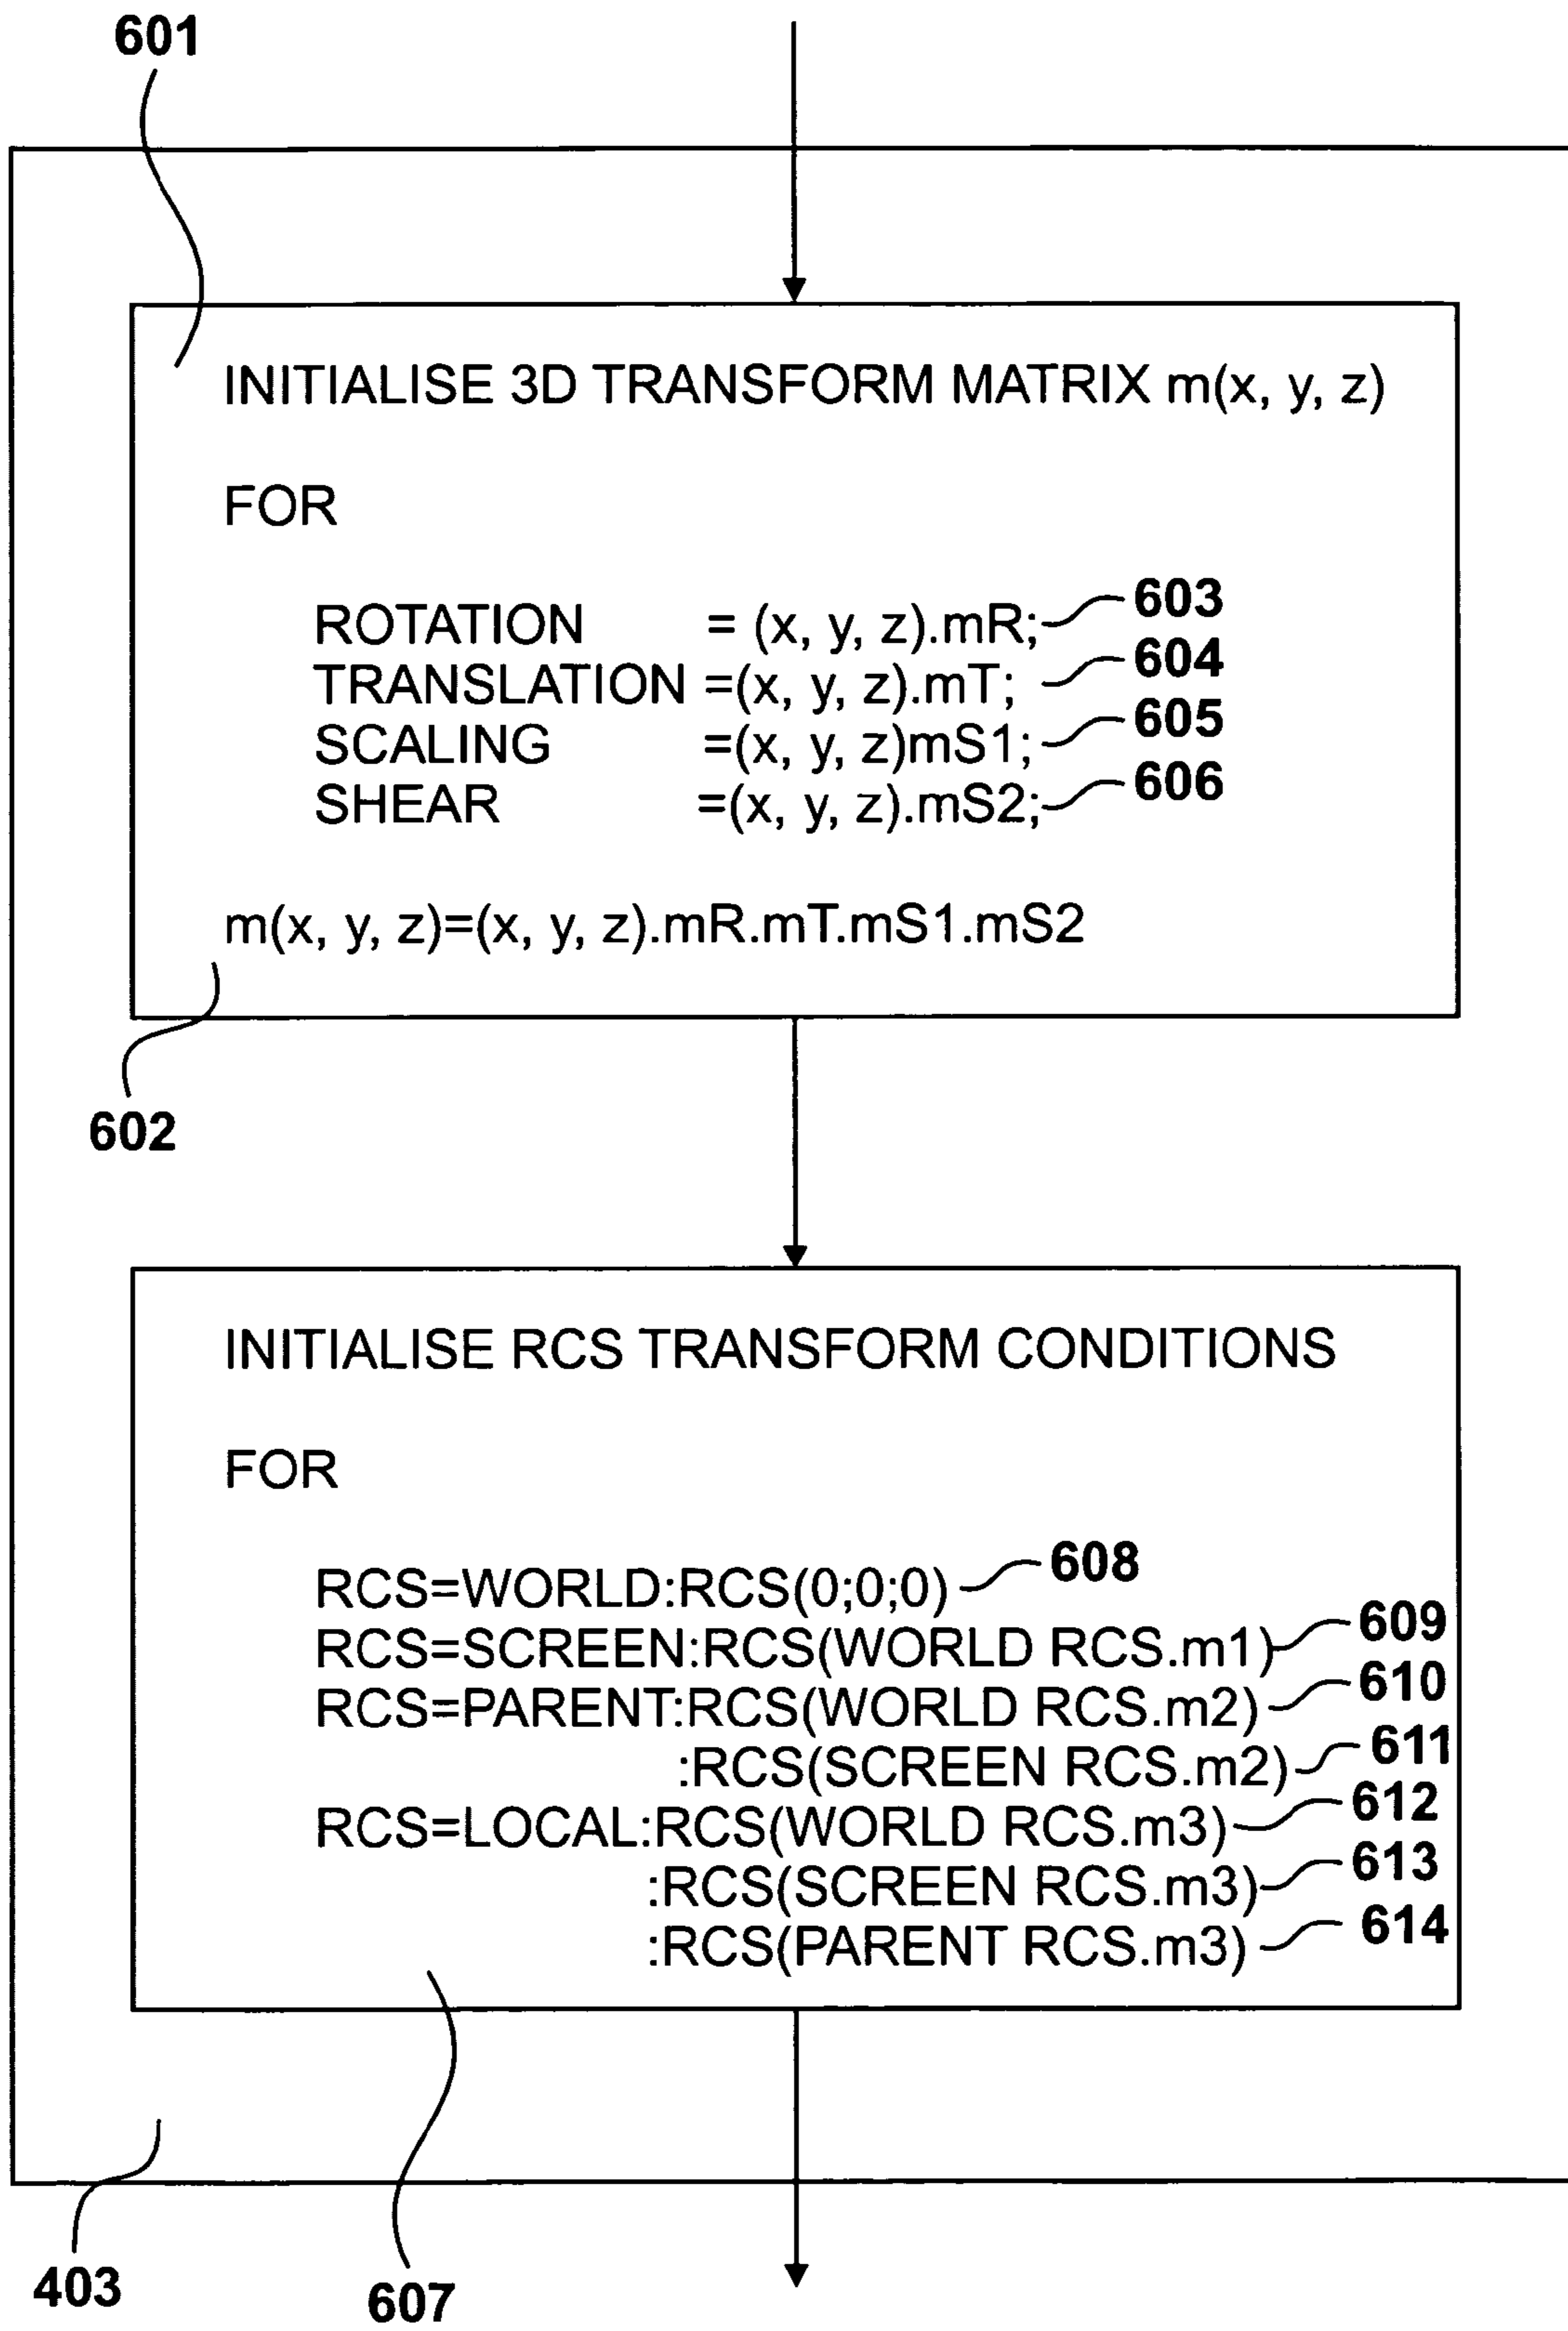 601
INITIALISE 3D TRANSFORM MATRIX m(x, y, z)
FOR
ROTATION = (x, y, z).mR; 603
TRANSLATION =(x, y, z).mT; 604
SCALING =(x, y, z)mS1; 605
SHEAR =(x, y, z).mS2; 606
m(x, y, z)=(x, y, z).mR.mT.mS1.mS2
602
INITIALISE RCS TRANSFORM CONDITIONS
FOR
RCS=WORLD:RCS(0;0;0) 608
RCS=SCREEN:RCS(WORLD RCS.m1) 609
RCS=PARENT:RCS(WORLD RCS.m2) 610
:RCS(SCREEN RCS.m2) 611
RCS=LOCAL:RCS(WORLD RCS.m3) 612
:RCS(SCREEN RCS.m3) 613
:RCS(PARENT RCS.m3) 614
403
607